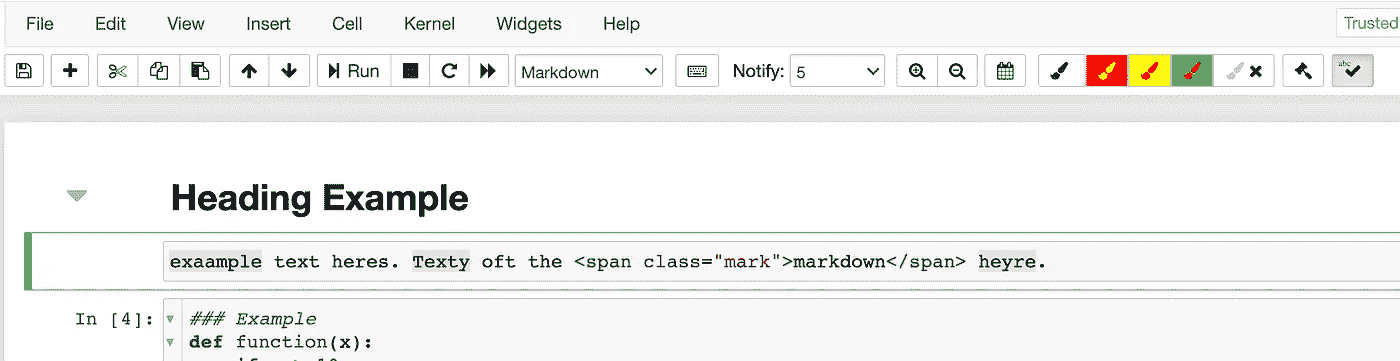 File Edit View Insert Cell Kernel Widgets Help Trusted
Run Markdown Notify: 5 abc
Heading Example
exaample text heres. Texty oft the <span class="mark">markdown</span> heyre.
In [4]: ### Example
def function(x):